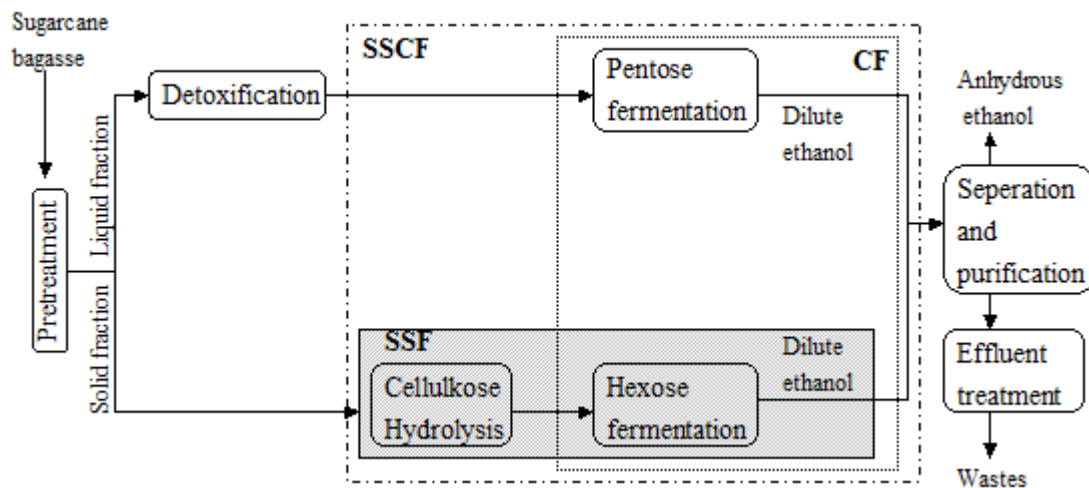 Sugarcane
bagasse
Pretreatment
Liquid fraction
Solid fraction
Detoxification
SSCF
CF
Pentose
fermentation
Dilute
ethanol
SSF
Cellulkose
Hydrolysis
Hexose
fermentation
Dilute
ethanol
Anhydrous
ethanol
Seperation
and
purification
Effluent
treatment
Wastes